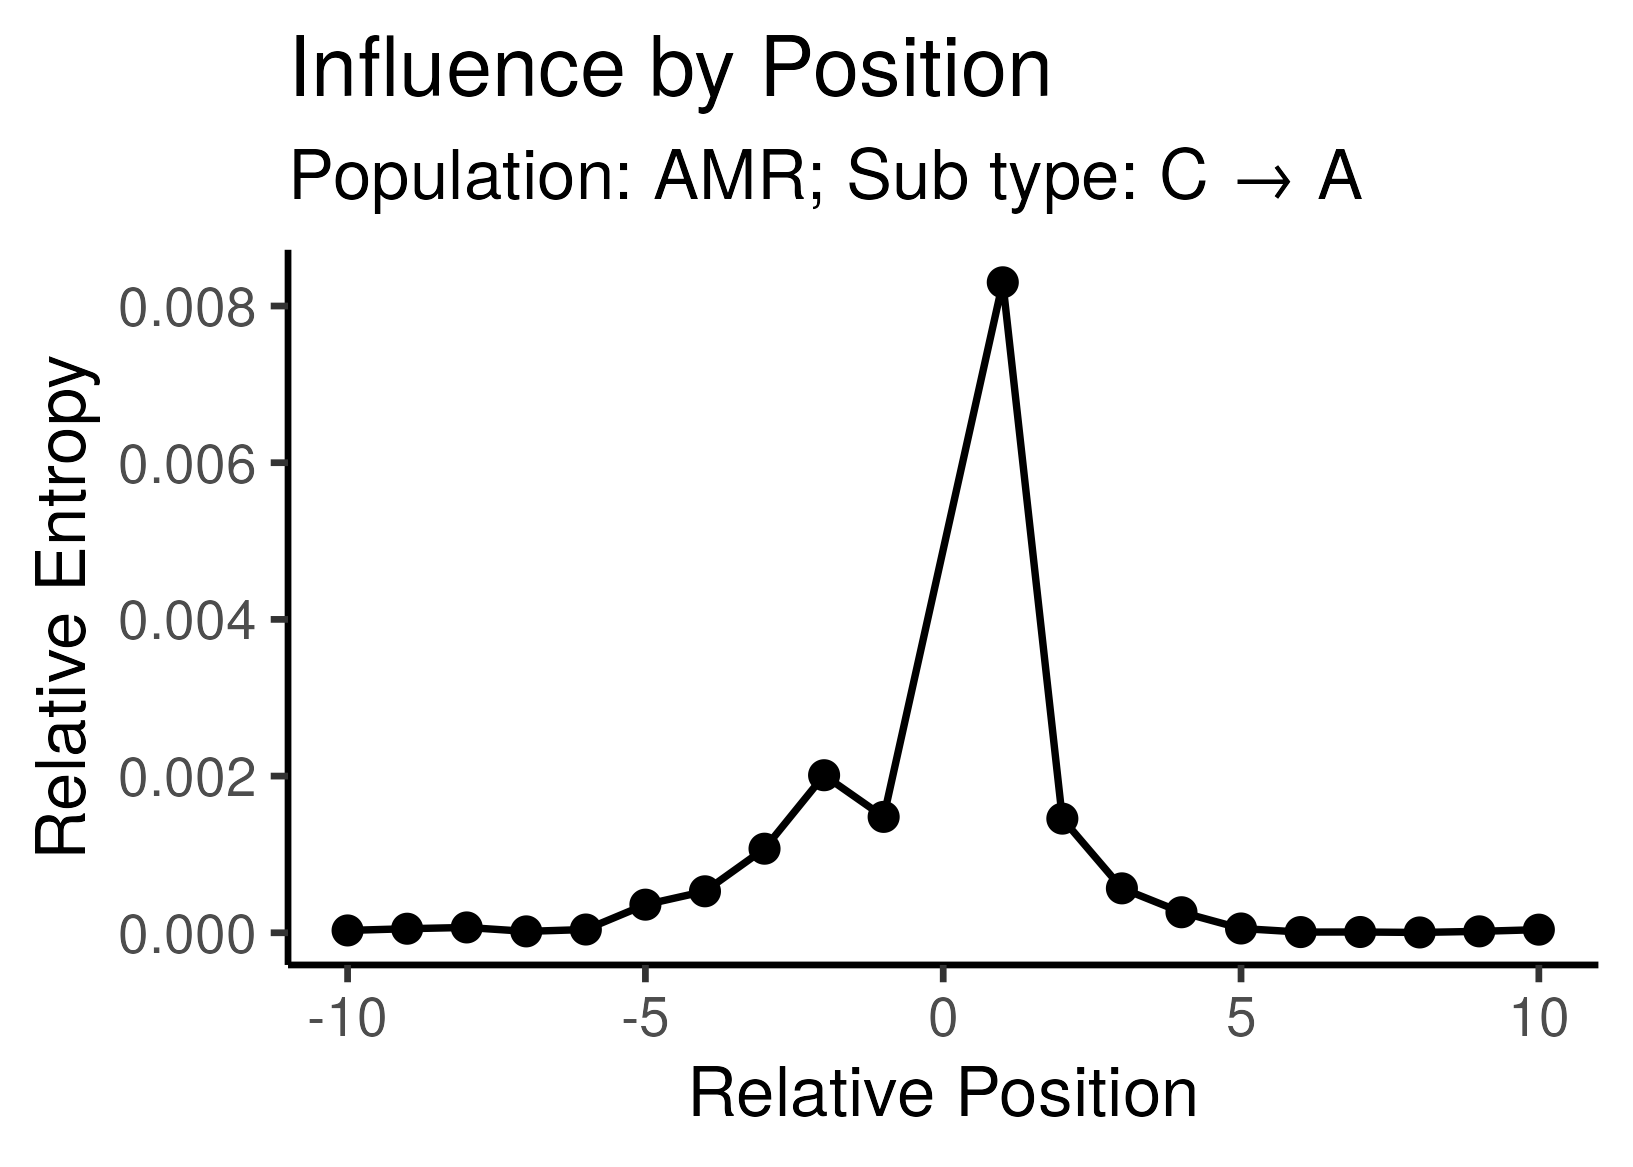 Influence by Position
Population: AMR; Sub type: C → A
Relative Entropy
0.008
0.006
0.004
0.002
0.000
-10 -5 0 5 10
Relative Position